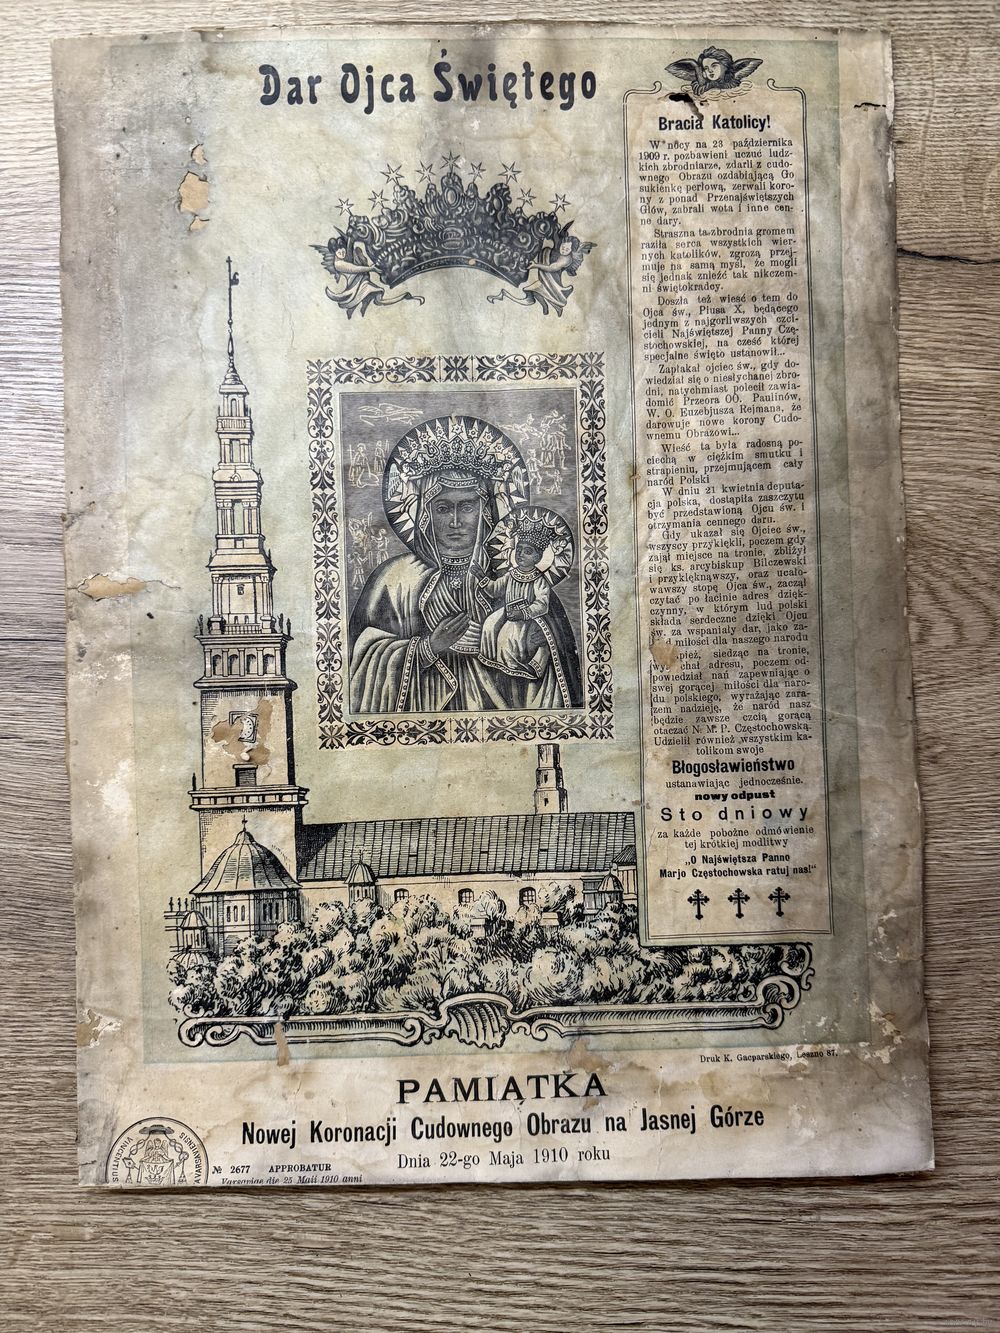 Dar Ojca Świętego
Bracia Katolicy!
W nocy na 23 października
1909 r. pozbawieni uczuć ludz-
kich zbrodniarze, zdarli z cudo-
wnego Obrazu ozdabiającą Go
sukienkę perłową, zerwali koro-
ny z ponad Przenajświętszych
Głów, zabrali wota i inne cen-
ne dary.
Straszna ta zbrodnia gromem
raziła serca wszystkich wier-
nych katolików, zgrozą przej-
muje na samą myśl, że mogli
się jednak znieźć tak nikczem-
ni świętokradcy.
Doszła też wieść o tem do
Ojca św., Piusa X, będącego
jednym z najgorliwszych czci-
cieli Najświętszej Panny Czę-
stochowskiej, na cześć której
specjalne święto ustanowił...
Zapłakał ojciec św., gdy do-
wiedział się o niesłychanej zbro-
dni, natychmiast polecił zawia-
domić Przeora OO. Paulinów,
W. O. Euzebjusza Rejmana, że
darowuje nowe korony Cudo-
wnemu Obrazowi...
Wieść ta była radosną po-
ciechą w ciężkim smutku i
strapieniu, przejmującem cały
naród Polski
W dniu 21 kwietnia deputa-
cja polska, dostąpiła zaszczytu
być przedstawioną Ojcu św. i
otrzymania cennego daru.
Gdy ukazał się Ojciec św.,
wszyscy przyklękli, poczem gdy
zajął miejsce na tronie, zbliżył
się ks. arcybiskup Bilczewski
i przyklęknąwszy, oraz ucało-
wawszy stopę Ojca św., zaczął
czytać po łacinie adres dzięk-
czynny, w którym lud polski
składa serdeczne dzięki Ojcu
św. za wspaniały dar, jako za-
d miłości dla naszego narodu
pież, siedząc na tronie,
wy chał adresu, poczem od-
powiedział nań zapewniając o
swej gorącej miłości dla naro-
du polskiego, wyrażając zara-
zem nadzieję, że naród nasz
będzie zawsze czcią gorącą
otaczać N. M. P. Częstochowską.
Udzielił również wszystkim ka-
tolikom swoje
Błogosławieństwo
ustanawiając jednocześnie.
nowy odpust
Sto dniowy
za każde pobożne odmówienie
tej krótkiej modlitwy
„O Najświętsza Panno
Marjo Częstochowska ratuj nas!"
Druk K. Gacparskiego, Leszno 87.
PAMIĄTKA
Nowej Koronacji Cudownego Obrazu na Jasnej Górze
Dnia 22-go Maja 1910 roku
VINCENTIUS VARSAVIENSIS
№ 2677 APPROBATUR
Varsaviae die 25 Maii 1910 anni